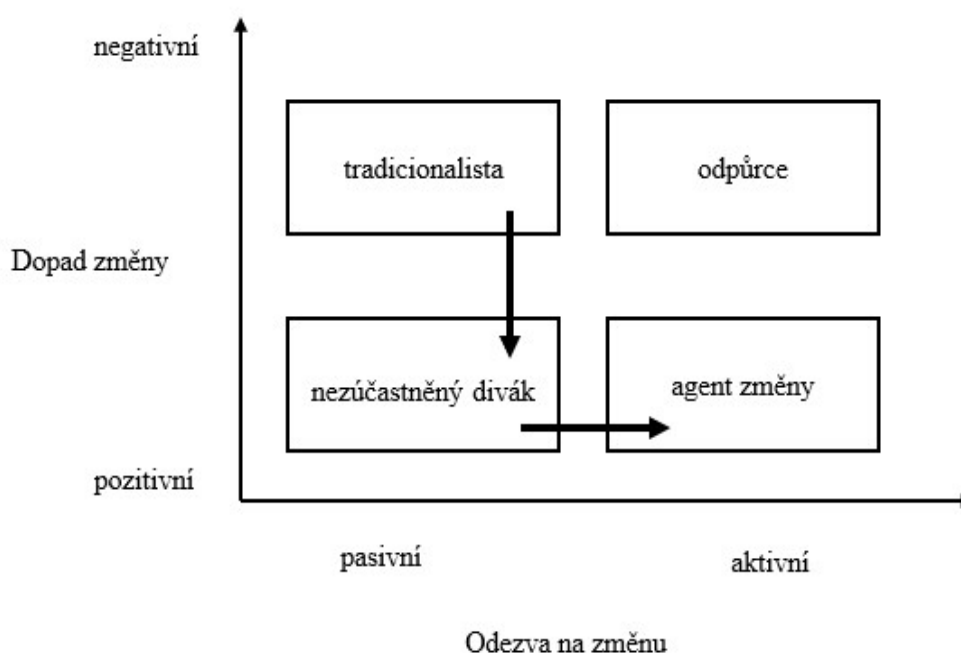 negativní
tradicionalista
odpůrce
Dopad změny
nezúčastněný divák
agent změny
pozitivní
pasivní
aktivní
Odezva na změnu